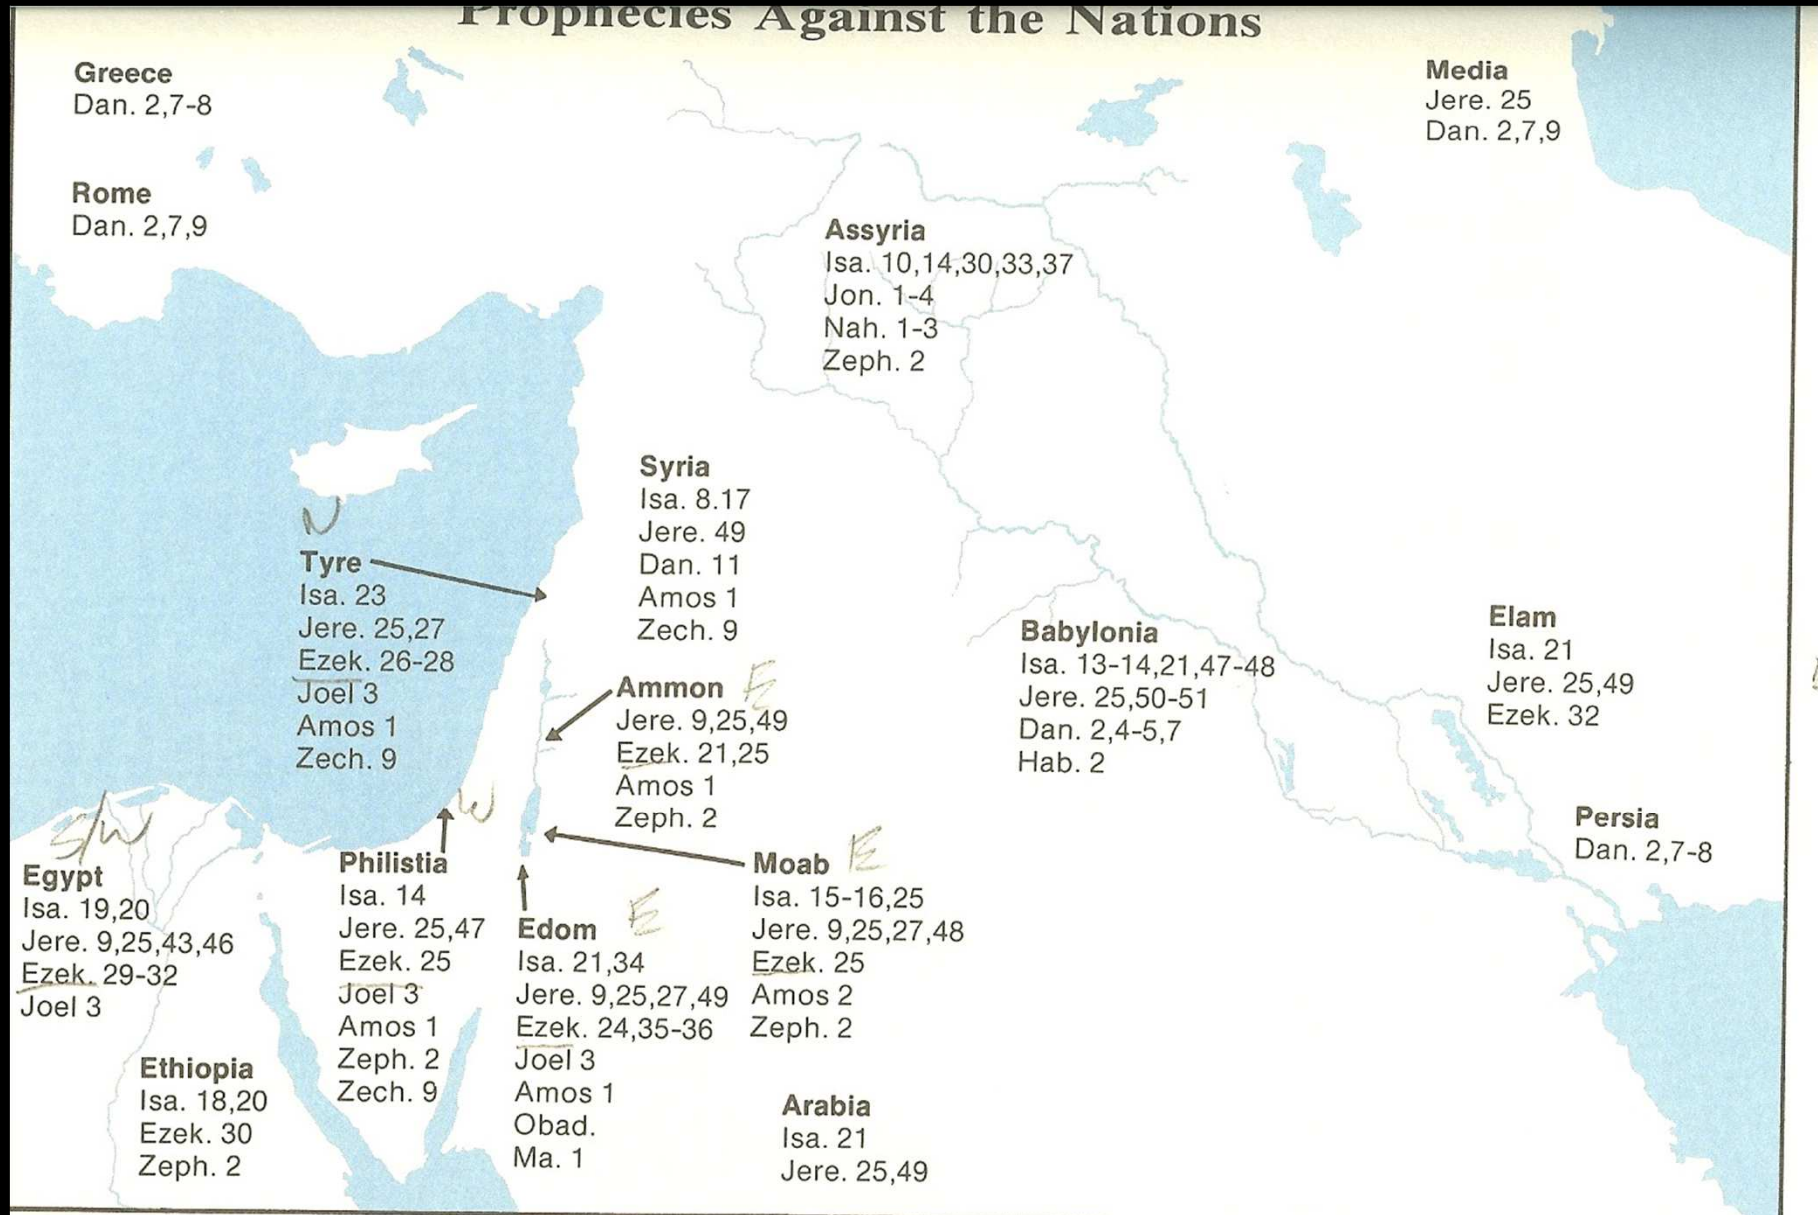 Prophecies Against the Nations
Greece
Dan. 2,7-8
Rome
Dan. 2,7,9
Media
Jere. 25
Dan. 2,7,9
Assyria
Isa. 10,14,30,33,37
Jon. 1-4
Nah. 1-3
Zeph. 2
Syria
Isa. 8.17
Jere. 49
Dan. 11
Amos 1
Zech. 9
N
Tyre
Isa. 23
Jere. 25,27
Ezek. 26-28
Joel 3
Amos 1
Zech. 9
Ammon E
Jere. 9,25,49
Ezek. 21,25
Amos 1
Zeph. 2
Babylonia
Isa. 13-14,21,47-48
Jere. 25,50-51
Dan. 2,4-5,7
Hab. 2
Elam
Isa. 21
Jere. 25,49
Ezek. 32
Persia
Dan. 2,7-8
S/W
Egypt
Isa. 19,20
Jere. 9,25,43,46
Ezek. 29-32
Joel 3
W
Philistia
Isa. 14
Jere. 25,47
Ezek. 25
Joel 3
Amos 1
Zeph. 2
Zech. 9
Edom E
Isa. 21,34
Jere. 9,25,27,49
Ezek. 24,35-36
Joel 3
Amos 1
Obad.
Ma. 1
Moab E
Isa. 15-16,25
Jere. 9,25,27,48
Ezek. 25
Amos 2
Zeph. 2
Ethiopia
Isa. 18,20
Ezek. 30
Zeph. 2
Arabia
Isa. 21
Jere. 25,49